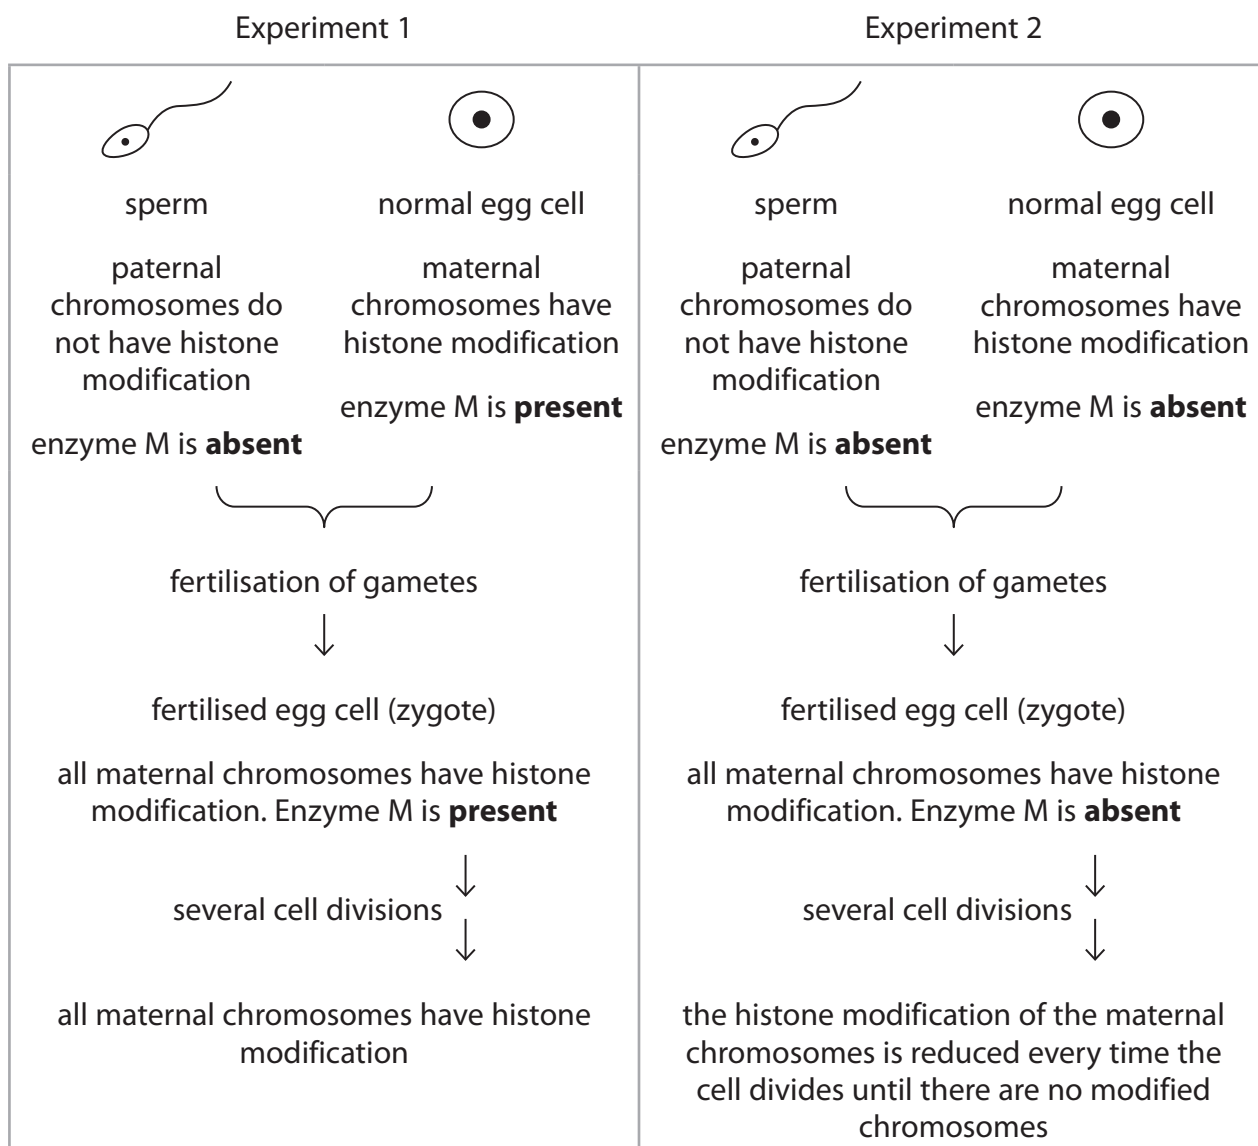 Experiment 1
Experiment 2
sperm
normal egg cell
paternal
chromosomes do
not have histone
modification
enzyme M is absent
maternal
chromosomes have
histone modification
enzyme M is present
fertilisation of gametes
fertilised egg cell (zygote)
all maternal chromosomes have histone
modification. Enzyme M is present
several cell divisions
all maternal chromosomes have histone
modification
sperm
normal egg cell
paternal
chromosomes do
not have histone
modification
enzyme M is absent
maternal
chromosomes have
histone modification
enzyme M is absent
fertilisation of gametes
fertilised egg cell (zygote)
all maternal chromosomes have histone
modification. Enzyme M is absent
several cell divisions
the histone modification of the maternal
chromosomes is reduced every time the
cell divides until there are no modified
chromosomes